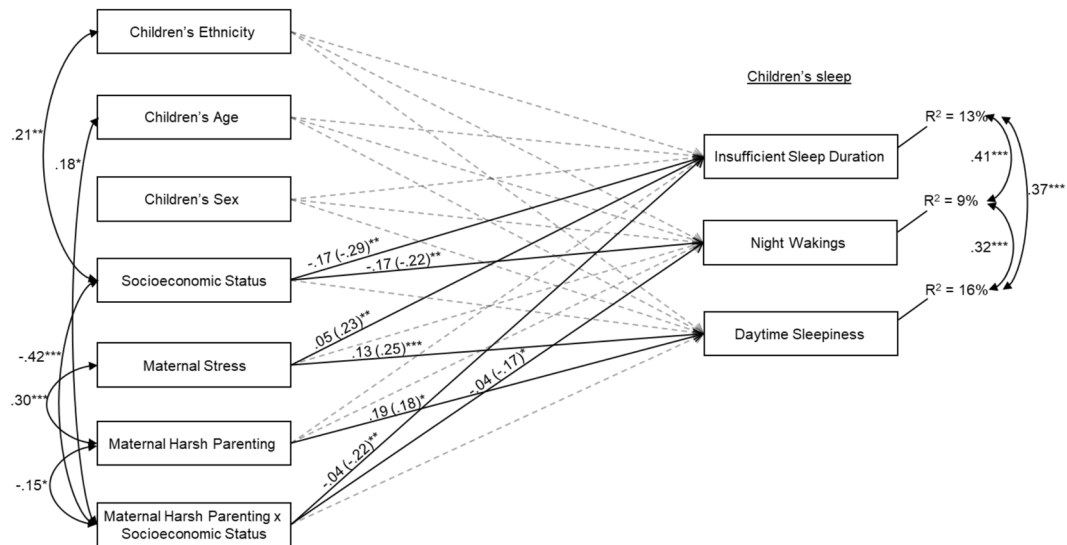 Children's Ethnicity
Children's sleep
Children's Age
R² = 13%
.21**
.18*
Insufficient Sleep Duration
.41***
.37***
Children's Sex
R² = 9%
Night Wakings
.32***
-.17 (-.29)**
-.17 (-.22)**
Socioeconomic Status
R² = 16%
Daytime Sleepiness
.05 (.23)**
-.42***
Maternal Stress
.13 (.25)***
-.04 (-.17)*
.30***
.19 (.18)*
Maternal Harsh Parenting
-.04 (-.22)**
-.15*
Maternal Harsh Parenting x
Socioeconomic Status